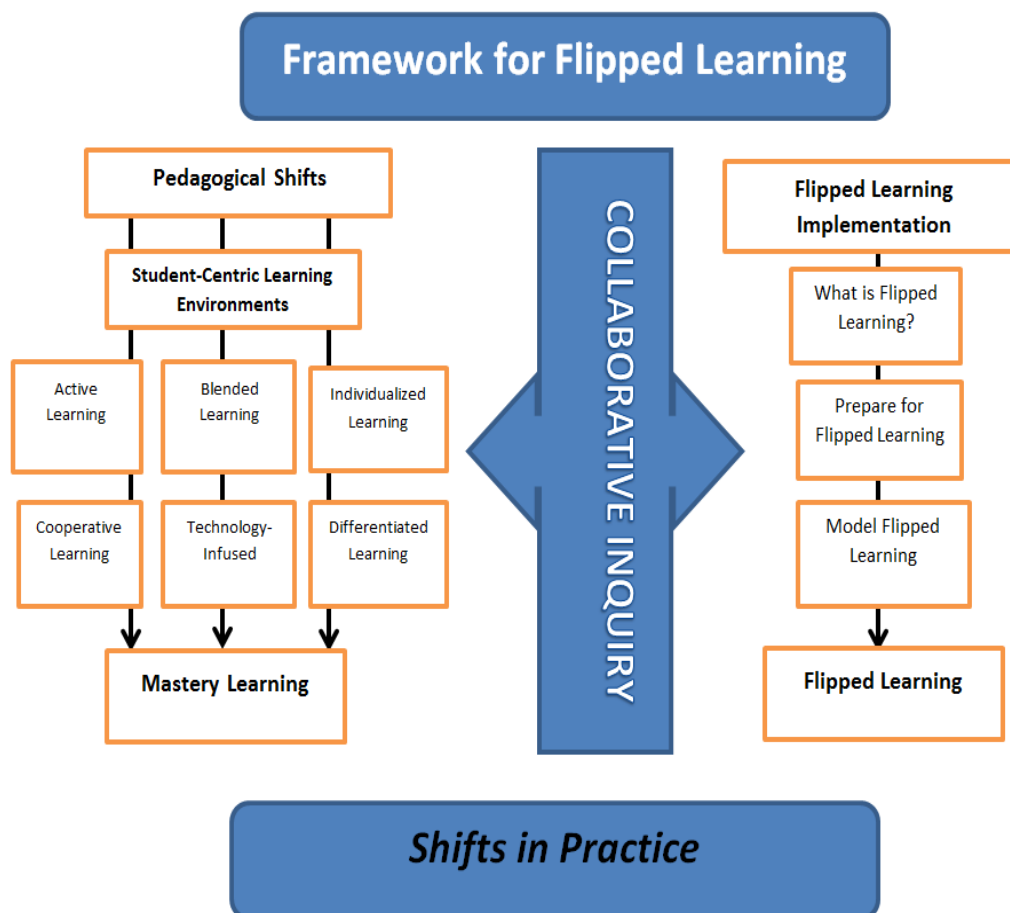 Framework for Flipped Learning
Pedagogical Shifts
Student-Centric Learning
Environments
Active
Learning
Blended
Learning
Individualized
Learning
Cooperative
Learning
Technology-
Infused
Differentiated
Learning
Mastery Learning
COLLABORATIVE INQUIRY
Flipped Learning
Implementation
What is Flipped
Learning?
Prepare for
Flipped Learning
Model Flipped
Learning
Flipped Learning
Shifts in Practice